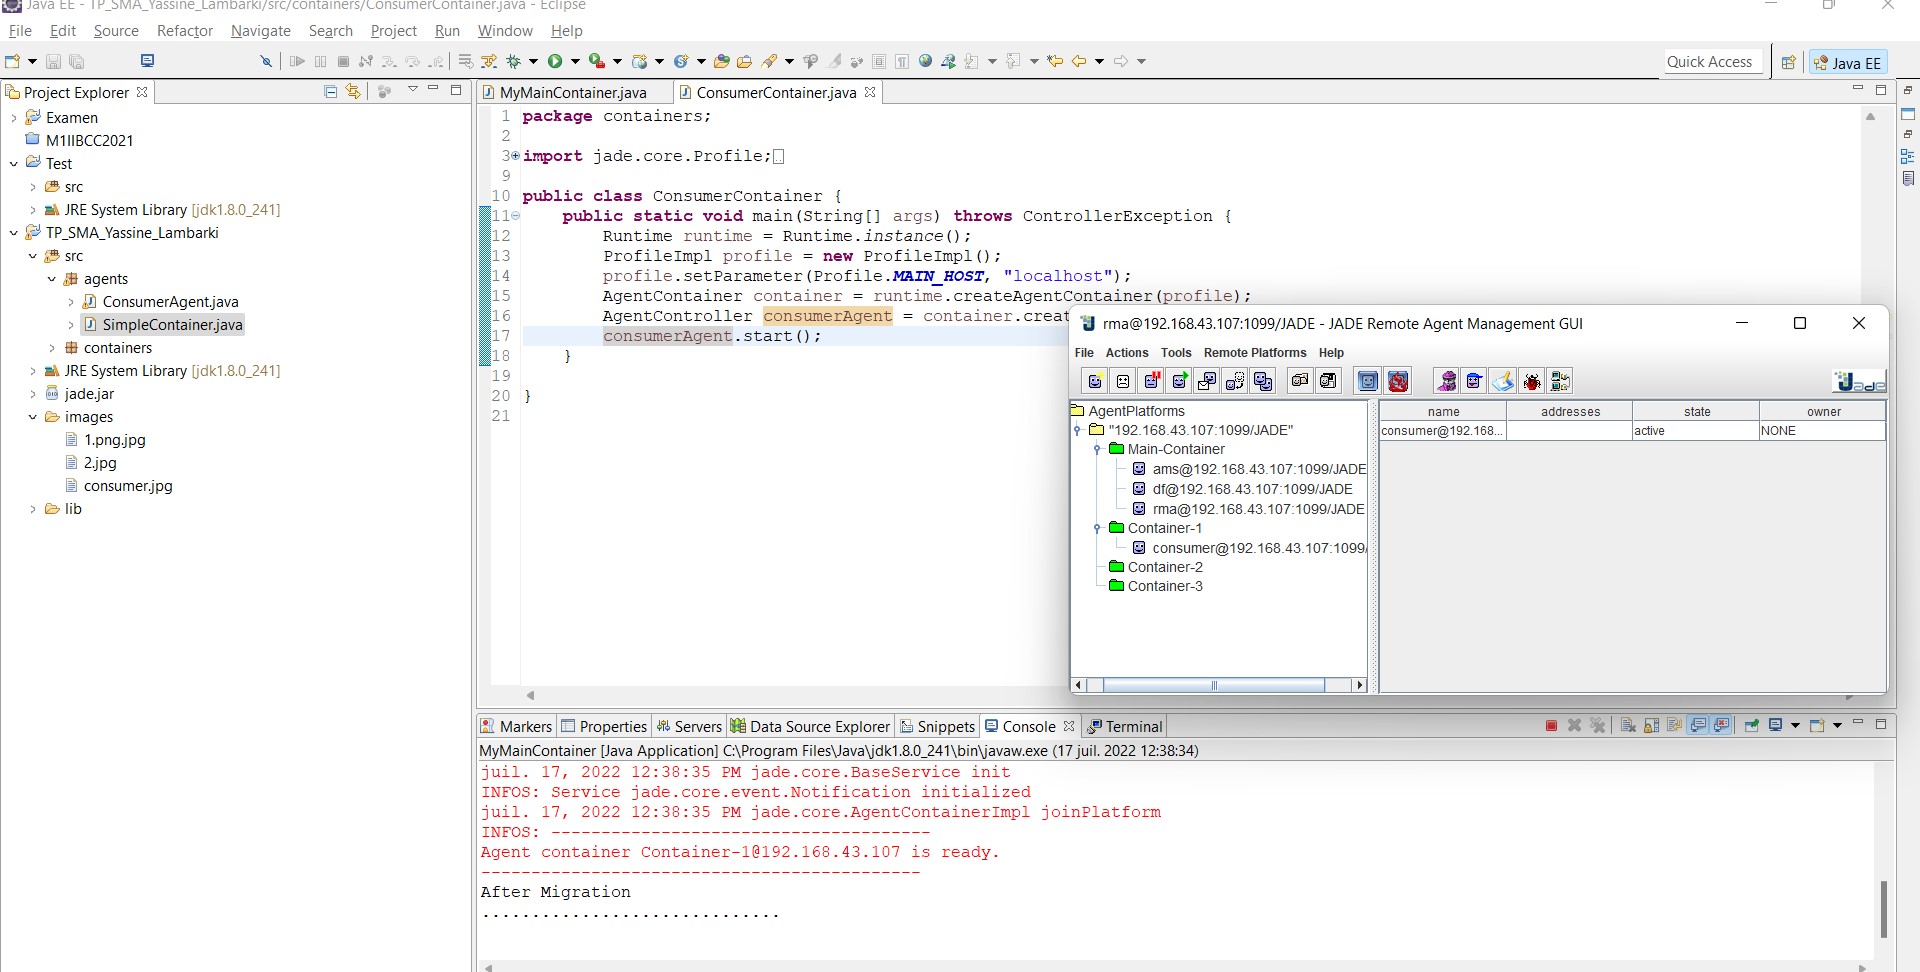 Java EE - TP_SMA_Yassine_Lambarki/src/containers/ConsumerContainer.java - Eclipse
File Edit Source Refactor Navigate Search Project Run Window Help
Quick Access
Java EE
Project Explorer
Examen
M1IIBCC2021
Test
src
JRE System Library [jdk1.8.0_241]
TP_SMA_Yassine_Lambarki
src
agents
ConsumerAgent.java
SimpleContainer.java
containers
JRE System Library [jdk1.8.0_241]
jade.jar
images
1.png.jpg
2.jpg
consumer.jpg
lib
MyMainContainer.java
ConsumerContainer.java
1 package containers;
2
3 import jade.core.Profile;
9
10 public class ConsumerContainer {
11 public static void main(String[] args) throws ControllerException {
12 Runtime runtime = Runtime.instance();
13 ProfileImpl profile = new ProfileImpl();
14 profile.setParameter(Profile.MAIN_HOST, "localhost");
15 AgentContainer container = runtime.createAgentContainer(profile);
16 AgentController consumerAgent = container.creat
17 consumerAgent.start();
18 }
19
20 }
21
rma@192.168.43.107:1099/JADE - JADE Remote Agent Management GUI
File Actions Tools Remote Platforms Help
Jade
AgentPlatforms
"192.168.43.107:1099/JADE"
Main-Container
ams@192.168.43.107:1099/JADE
df@192.168.43.107:1099/JADE
rma@192.168.43.107:1099/JADE
Container-1
consumer@192.168.43.107:1099/
Container-2
Container-3
name addresses state owner
consumer@192.168... active NONE
Markers Properties Servers Data Source Explorer Snippets Console Terminal
MyMainContainer [Java Application] C:\Program Files\Java\jdk1.8.0_241\bin\javaw.exe (17 juil. 2022 12:38:34)
juil. 17, 2022 12:38:35 PM jade.core.BaseService init
INFOS: Service jade.core.event.Notification initialized
juil. 17, 2022 12:38:35 PM jade.core.AgentContainerImpl joinPlatform
INFOS: --------------------------------------
Agent container Container-1@192.168.43.107 is ready.
--------------------------------------------
After Migration
..............................